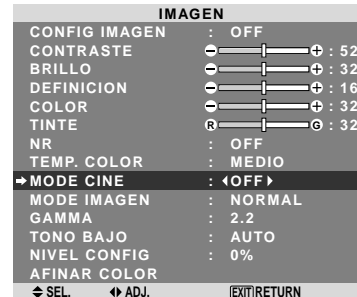 IMAGEN
CONFIG IMAGEN : OFF
CONTRASTE : 52
BRILLO : 32
DEFINICION : 16
COLOR : 32
TINTE R G : 32
NR : OFF
TEMP. COLOR : MEDIO
MODE CINE : OFF
MODE IMAGEN : NORMAL
GAMMA : 2.2
TONO BAJO : AUTO
NIVEL CONFIG : 0%
AFINAR COLOR
SEL. ADJ. EXIT RETURN